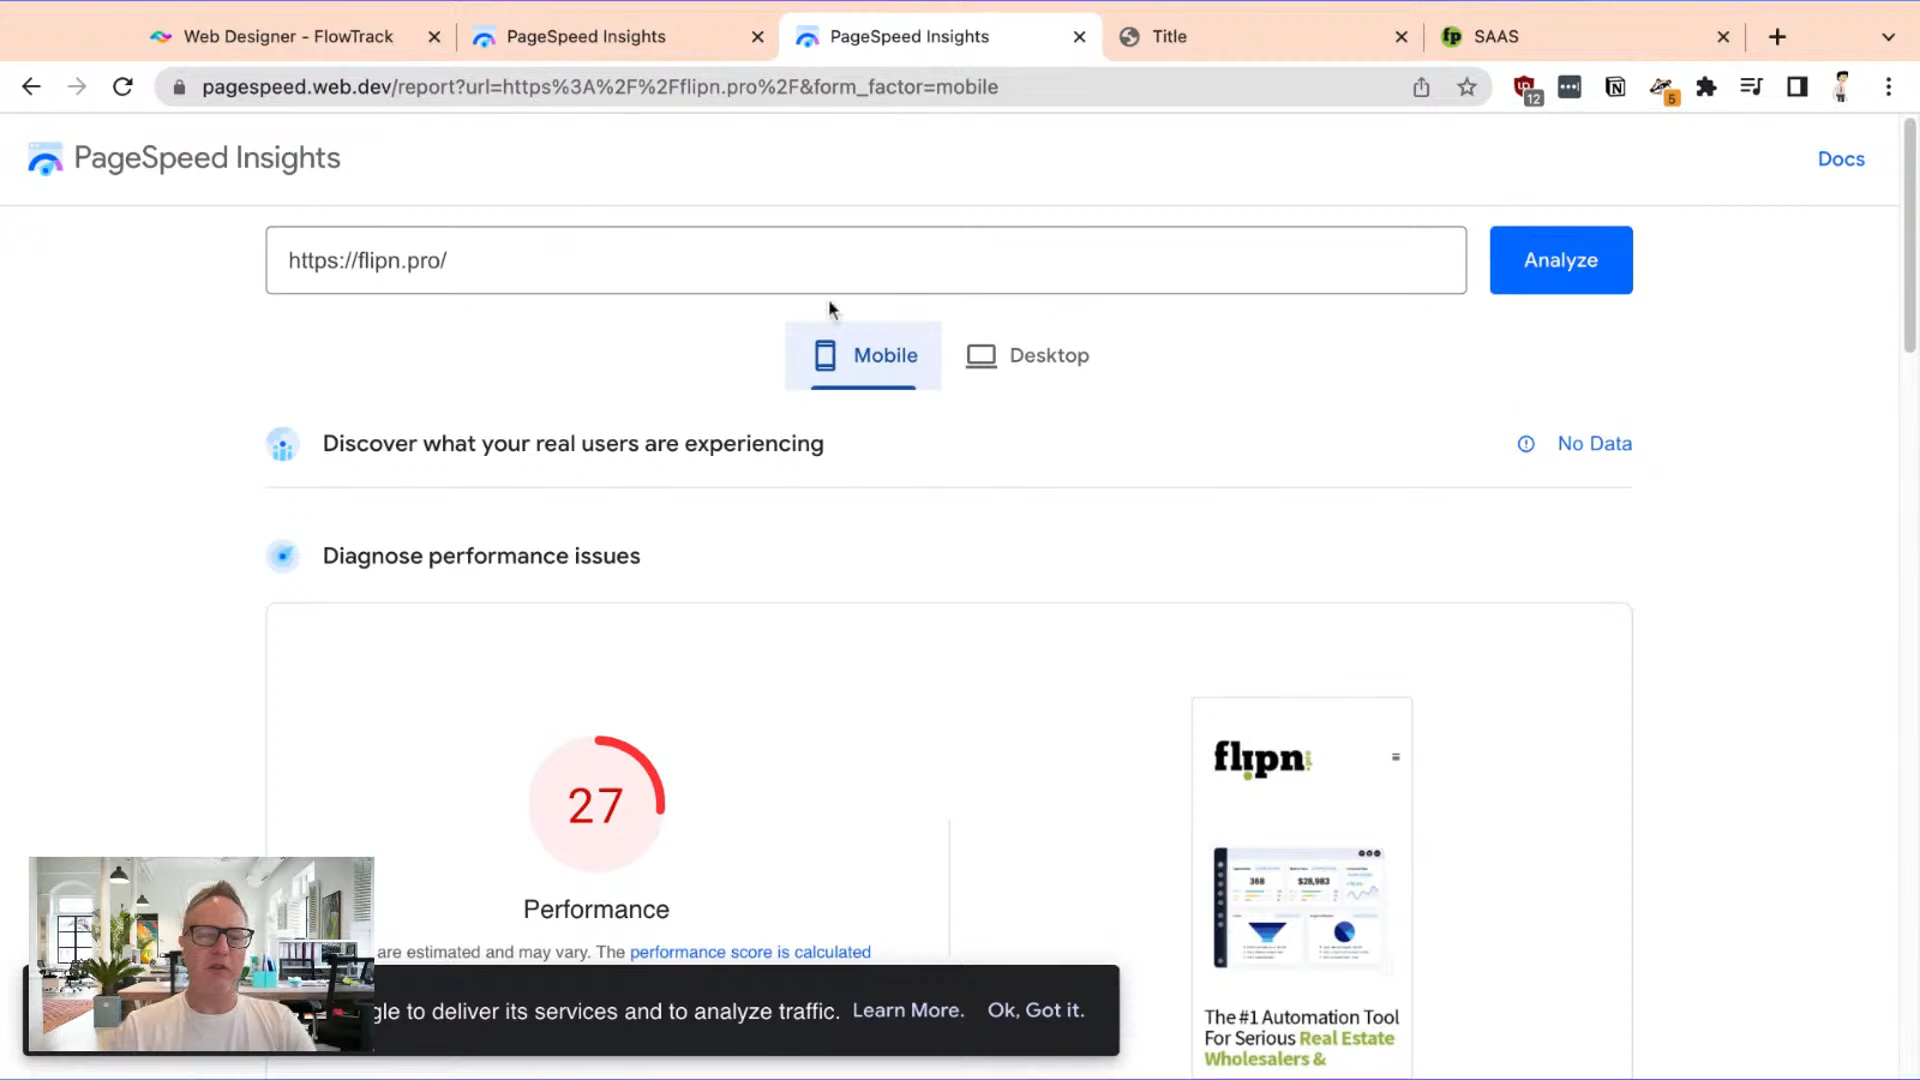 Web Designer - FlowTrack
PageSpeed Insights
PageSpeed Insights
Title
fp SAAS
pagespeed.web.dev/report?url=https%3A%2F%2Fflipn.pro%2F&form_factor=mobile
12
5
PageSpeed Insights
Docs
https://flipn.pro/
Analyze
Mobile
Desktop
Discover what your real users are experiencing
No Data
Diagnose performance issues
27
Performance
are estimated and may vary. The performance score is calculated
gle to deliver its services and to analyze traffic. Learn More. Ok, Got it.
flipn.pro
368
$28,983
The #1 Automation Tool
For Serious Real Estate
Wholesalers &